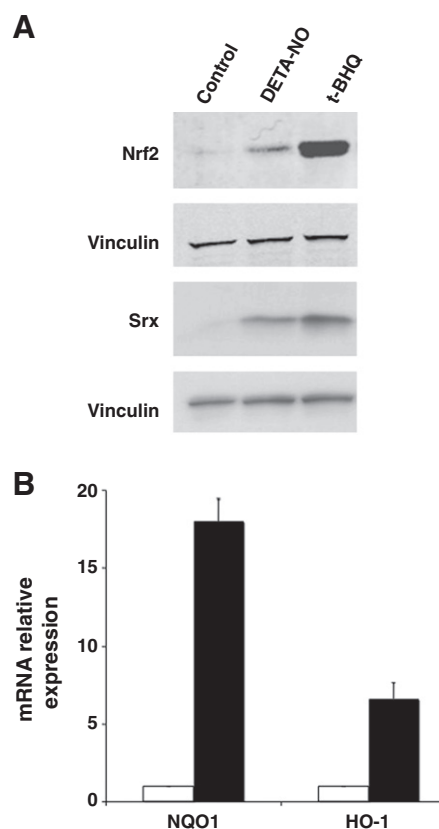 A
Control DETA-NO t-BHQ
Nrf2
Vinculin
Srx
Vinculin
B
20
15
10
5
0
mRNA relative
expression
NQO1 HO-1